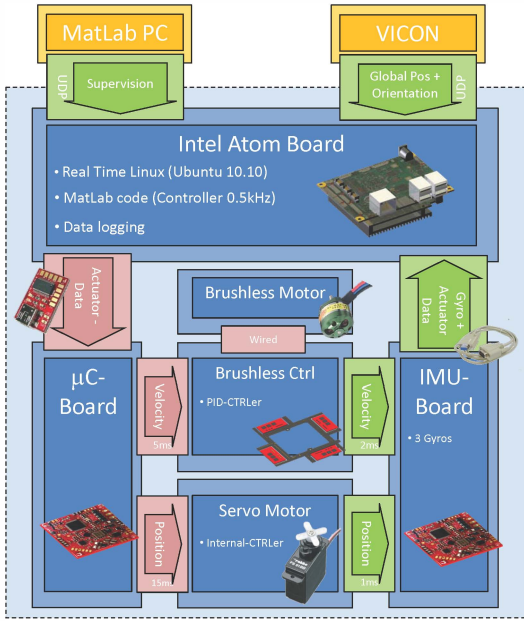 MatLab PC
VICON
UDP
Supervision
Global Pos +
Orientation
UDP
Intel Atom Board
• Real Time Linux (Ubuntu 10.10)
• MatLab code (Controller 0.5kHz)
• Data logging
Actuator -
Data
Brushless Motor
Gyro +
Actuator
Data
Wired
μC-
Board
Velocity
5ms
Brushless Ctrl
• PID-CTRLer
Velocity
2ms
IMU-
Board
• 3 Gyros
Position
15ms
Servo Motor
• Internal-CTRLer
Position
1ms